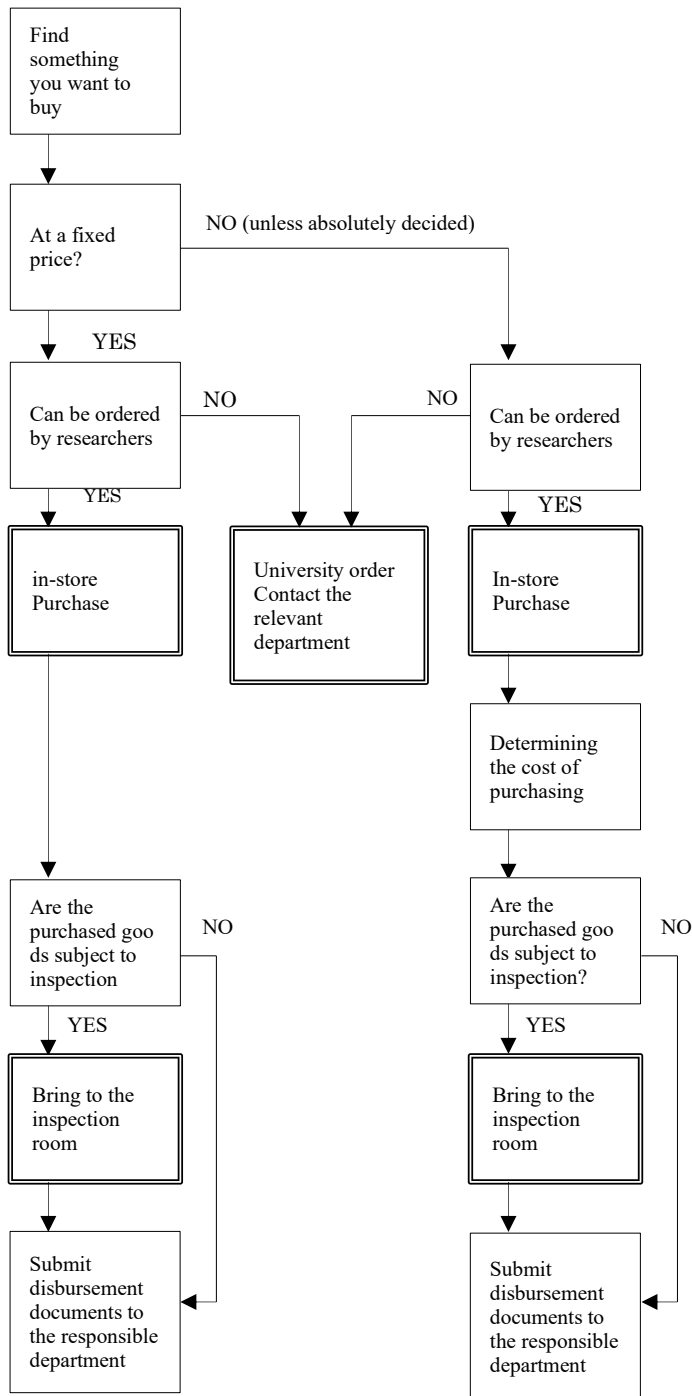 Find
something
you want to
buy
At a fixed
price?
NO (unless absolutely decided)
YES
Can be ordered
by researchers
NO
NO
Can be ordered
by researchers
YES
YES
in-store
Purchase
University order
Contact the
relevant
department
In-store
Purchase
Determining
the cost of
purchasing
Are the
purchased goo
ds subject to
inspection
NO
Are the
purchased goo
ds subject to
inspection?
NO
YES
YES
Bring to the
inspection
room
Bring to the
inspection
room
Submit
disbursement
documents to
the responsible
department
Submit
disbursement
documents to
the responsible
department